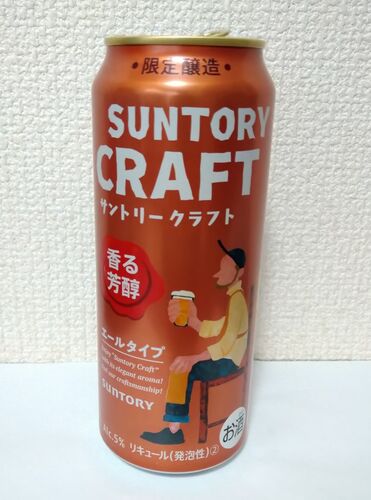 ・限定醸造・
SUNTORY
CRAFT
サントリークラフト
香る
芳醇
エールタイプ
Enjoy "Suntory Craft"
with its elegant aroma!
our craftsmanship!
SUNTORY
Alc.5% リキュール(発泡性)②
お酒